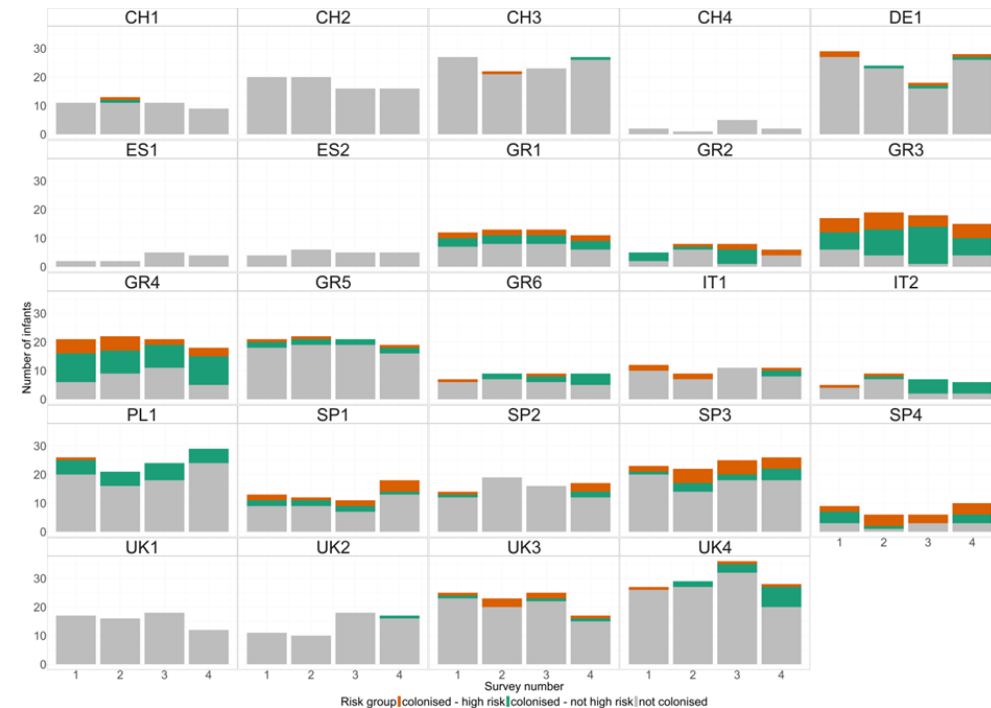 CH1 CH2 CH3 CH4 DE1
30
20
10
0
ES1 ES2 GR1 GR2 GR3
30
20
10
0
GR4 GR5 GR6 IT1 IT2
30
20
10
0
Number of infants
PL1 SP1 SP2 SP3 SP4
30
20
10
0
1 2 3 4
UK1 UK2 UK3 UK4
30
20
10
0
1 2 3 4 1 2 3 4 1 2 3 4 1 2 3 4
Survey number
Risk group colonised - high risk colonised - not high risk not colonised